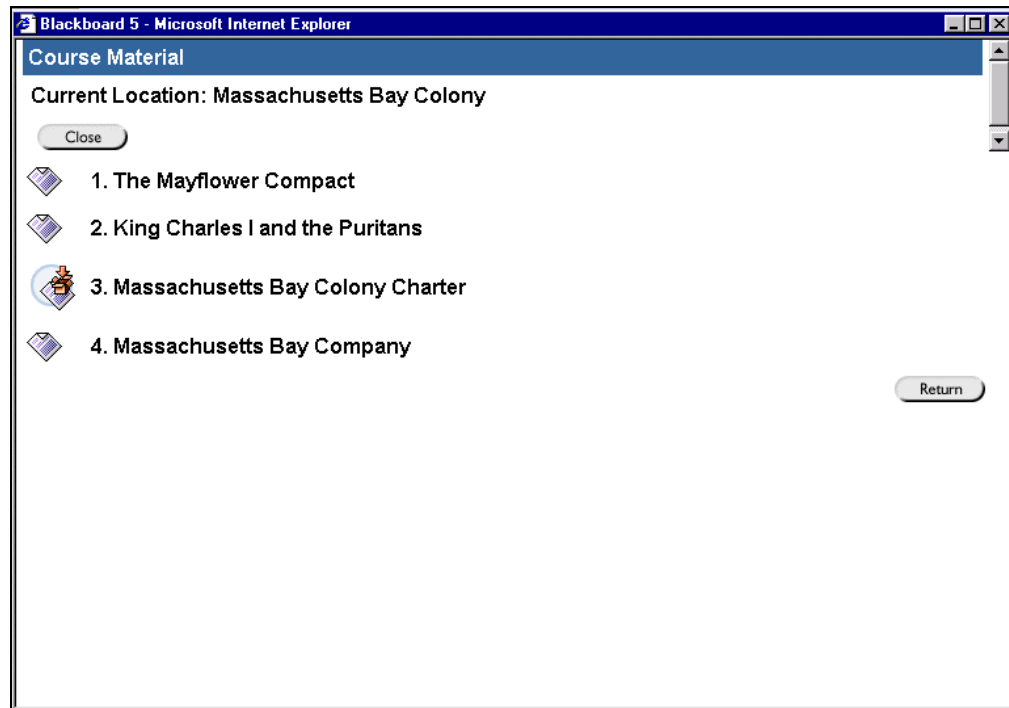 Blackboard 5 - Microsoft Internet Explorer
Course Material
Current Location: Massachusetts Bay Colony
Close
1. The Mayflower Compact
2. King Charles I and the Puritans
3. Massachusetts Bay Colony Charter
4. Massachusetts Bay Company
Return